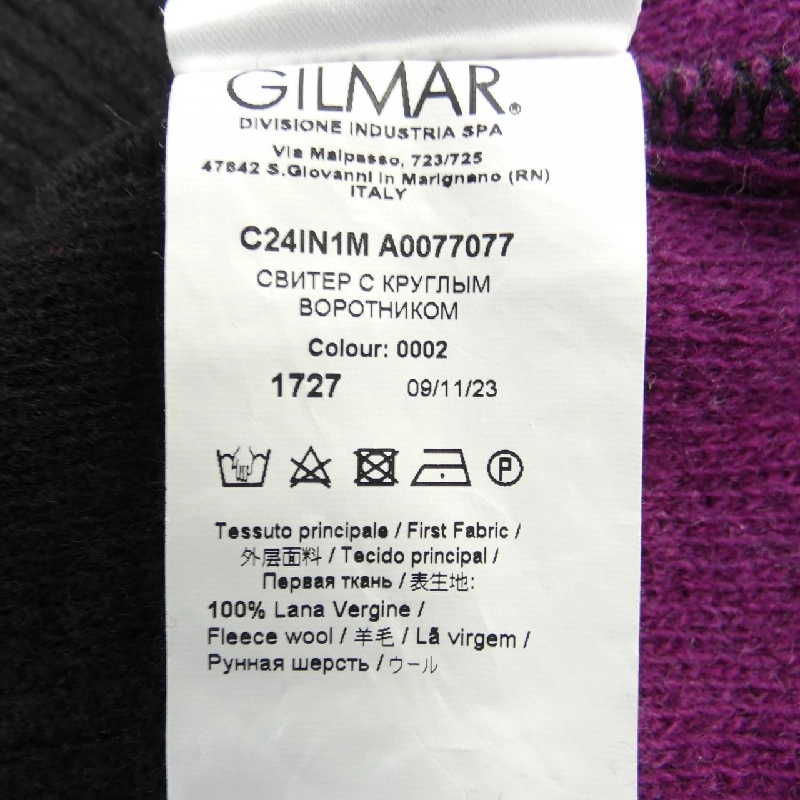 GILMAR®
DIVISIONE INDUSTRIA SPA
Via Malpasso, 723/725
47842 S.Giovanni in Marignano (RN)
ITALY
C24IN1M A0077077
СВИТЕР С КРУГЛЫМ
ВОРОТНИКОМ
Colour: 0002
1727 09/11/23
P
Tessuto principale / First Fabric /
外层面料 / Tecido principal /
Первая ткань / 表生地:
100% Lana Vergine /
Fleece wool / 羊毛 / Lã virgem /
Рунная шерсть / ウール